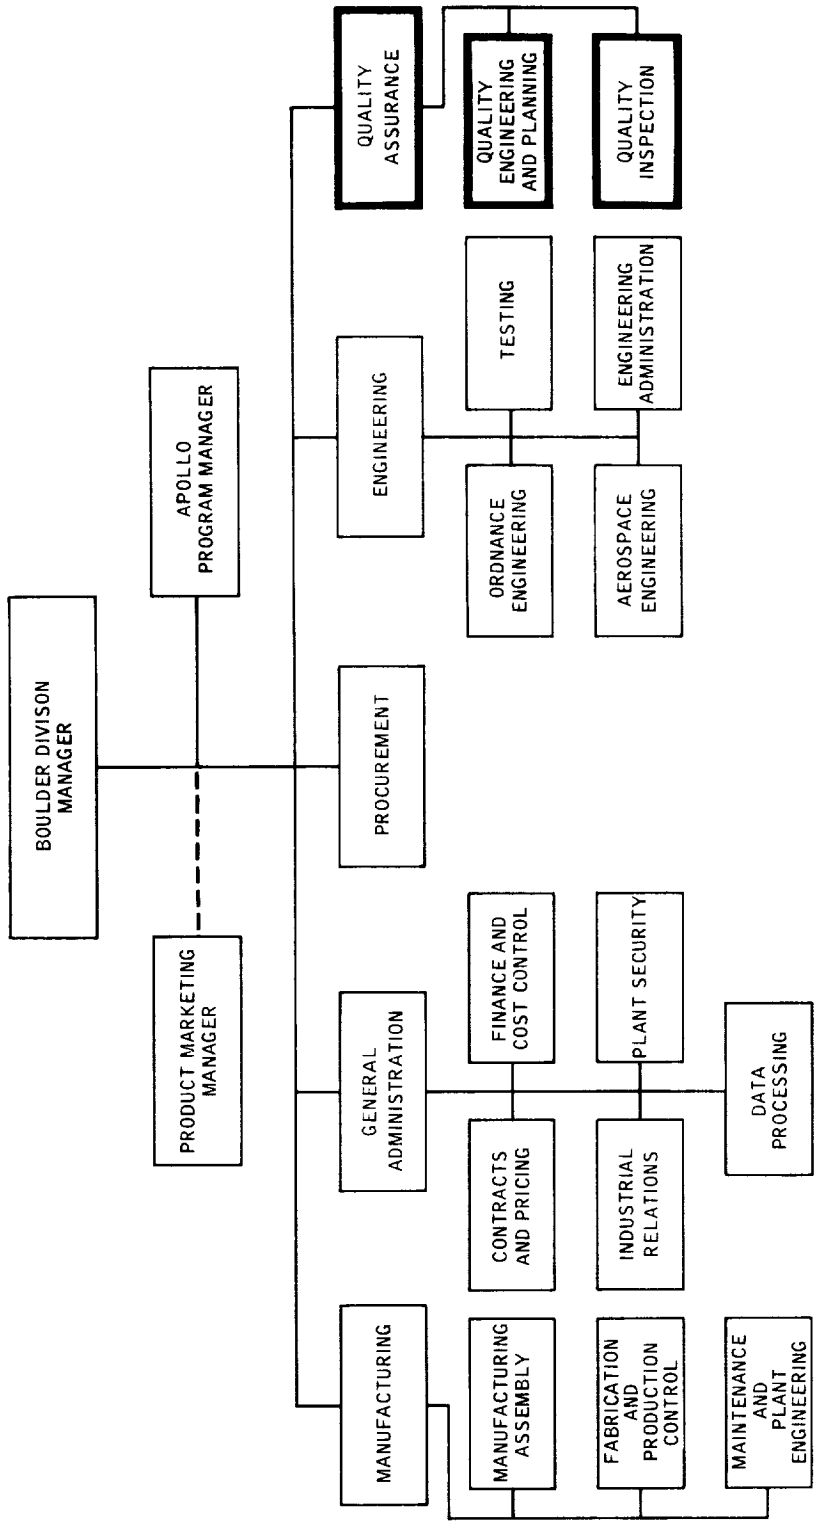 BOULDER DIVISON
MANAGER
PRODUCT MARKETING
MANAGER
APOLLO
PROGRAM MANAGER
MANUFACTURING
GENERAL
ADMINISTRATION
PROCUREMENT
ENGINEERING
QUALITY
ASSURANCE
MANUFACTURING
ASSEMBLY
CONTRACTS
AND PRICING
FINANCE AND
COST CONTROL
ORDNANCE
ENGINEERING
TESTING
QUALITY
ENGINEERING
AND PLANNING
FABRICATION
AND
PRODUCTION
CONTROL
INDUSTRIAL
RELATIONS
PLANT SECURITY
AEROSPACE
ENGINEERING
ENGINEERING
ADMINISTRATION
QUALITY
INSPECTION
MAINTENANCE
AND
PLANT
ENGINEERING
DATA
PROCESSING